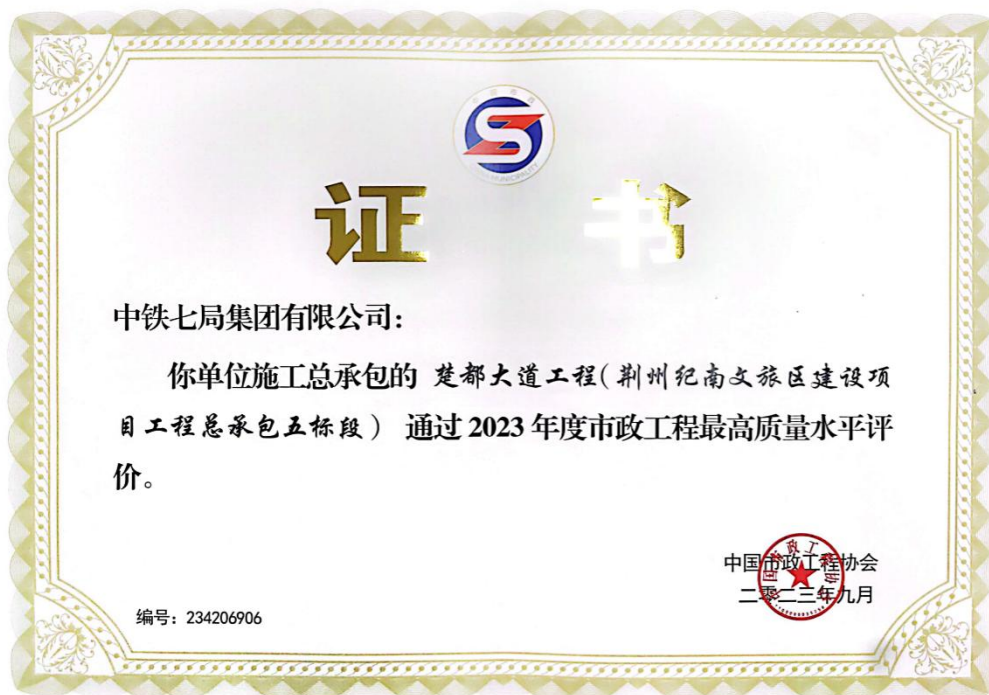 证 书
中铁七局集团有限公司：
你单位施工总承包的 楚都大道工程（荆州纪南文旅区建设项
目工程总承包五标段） 通过 2023 年度市政工程最高质量水平评
价。
中国市政工程协会
二零二三年九月
编号：234206906